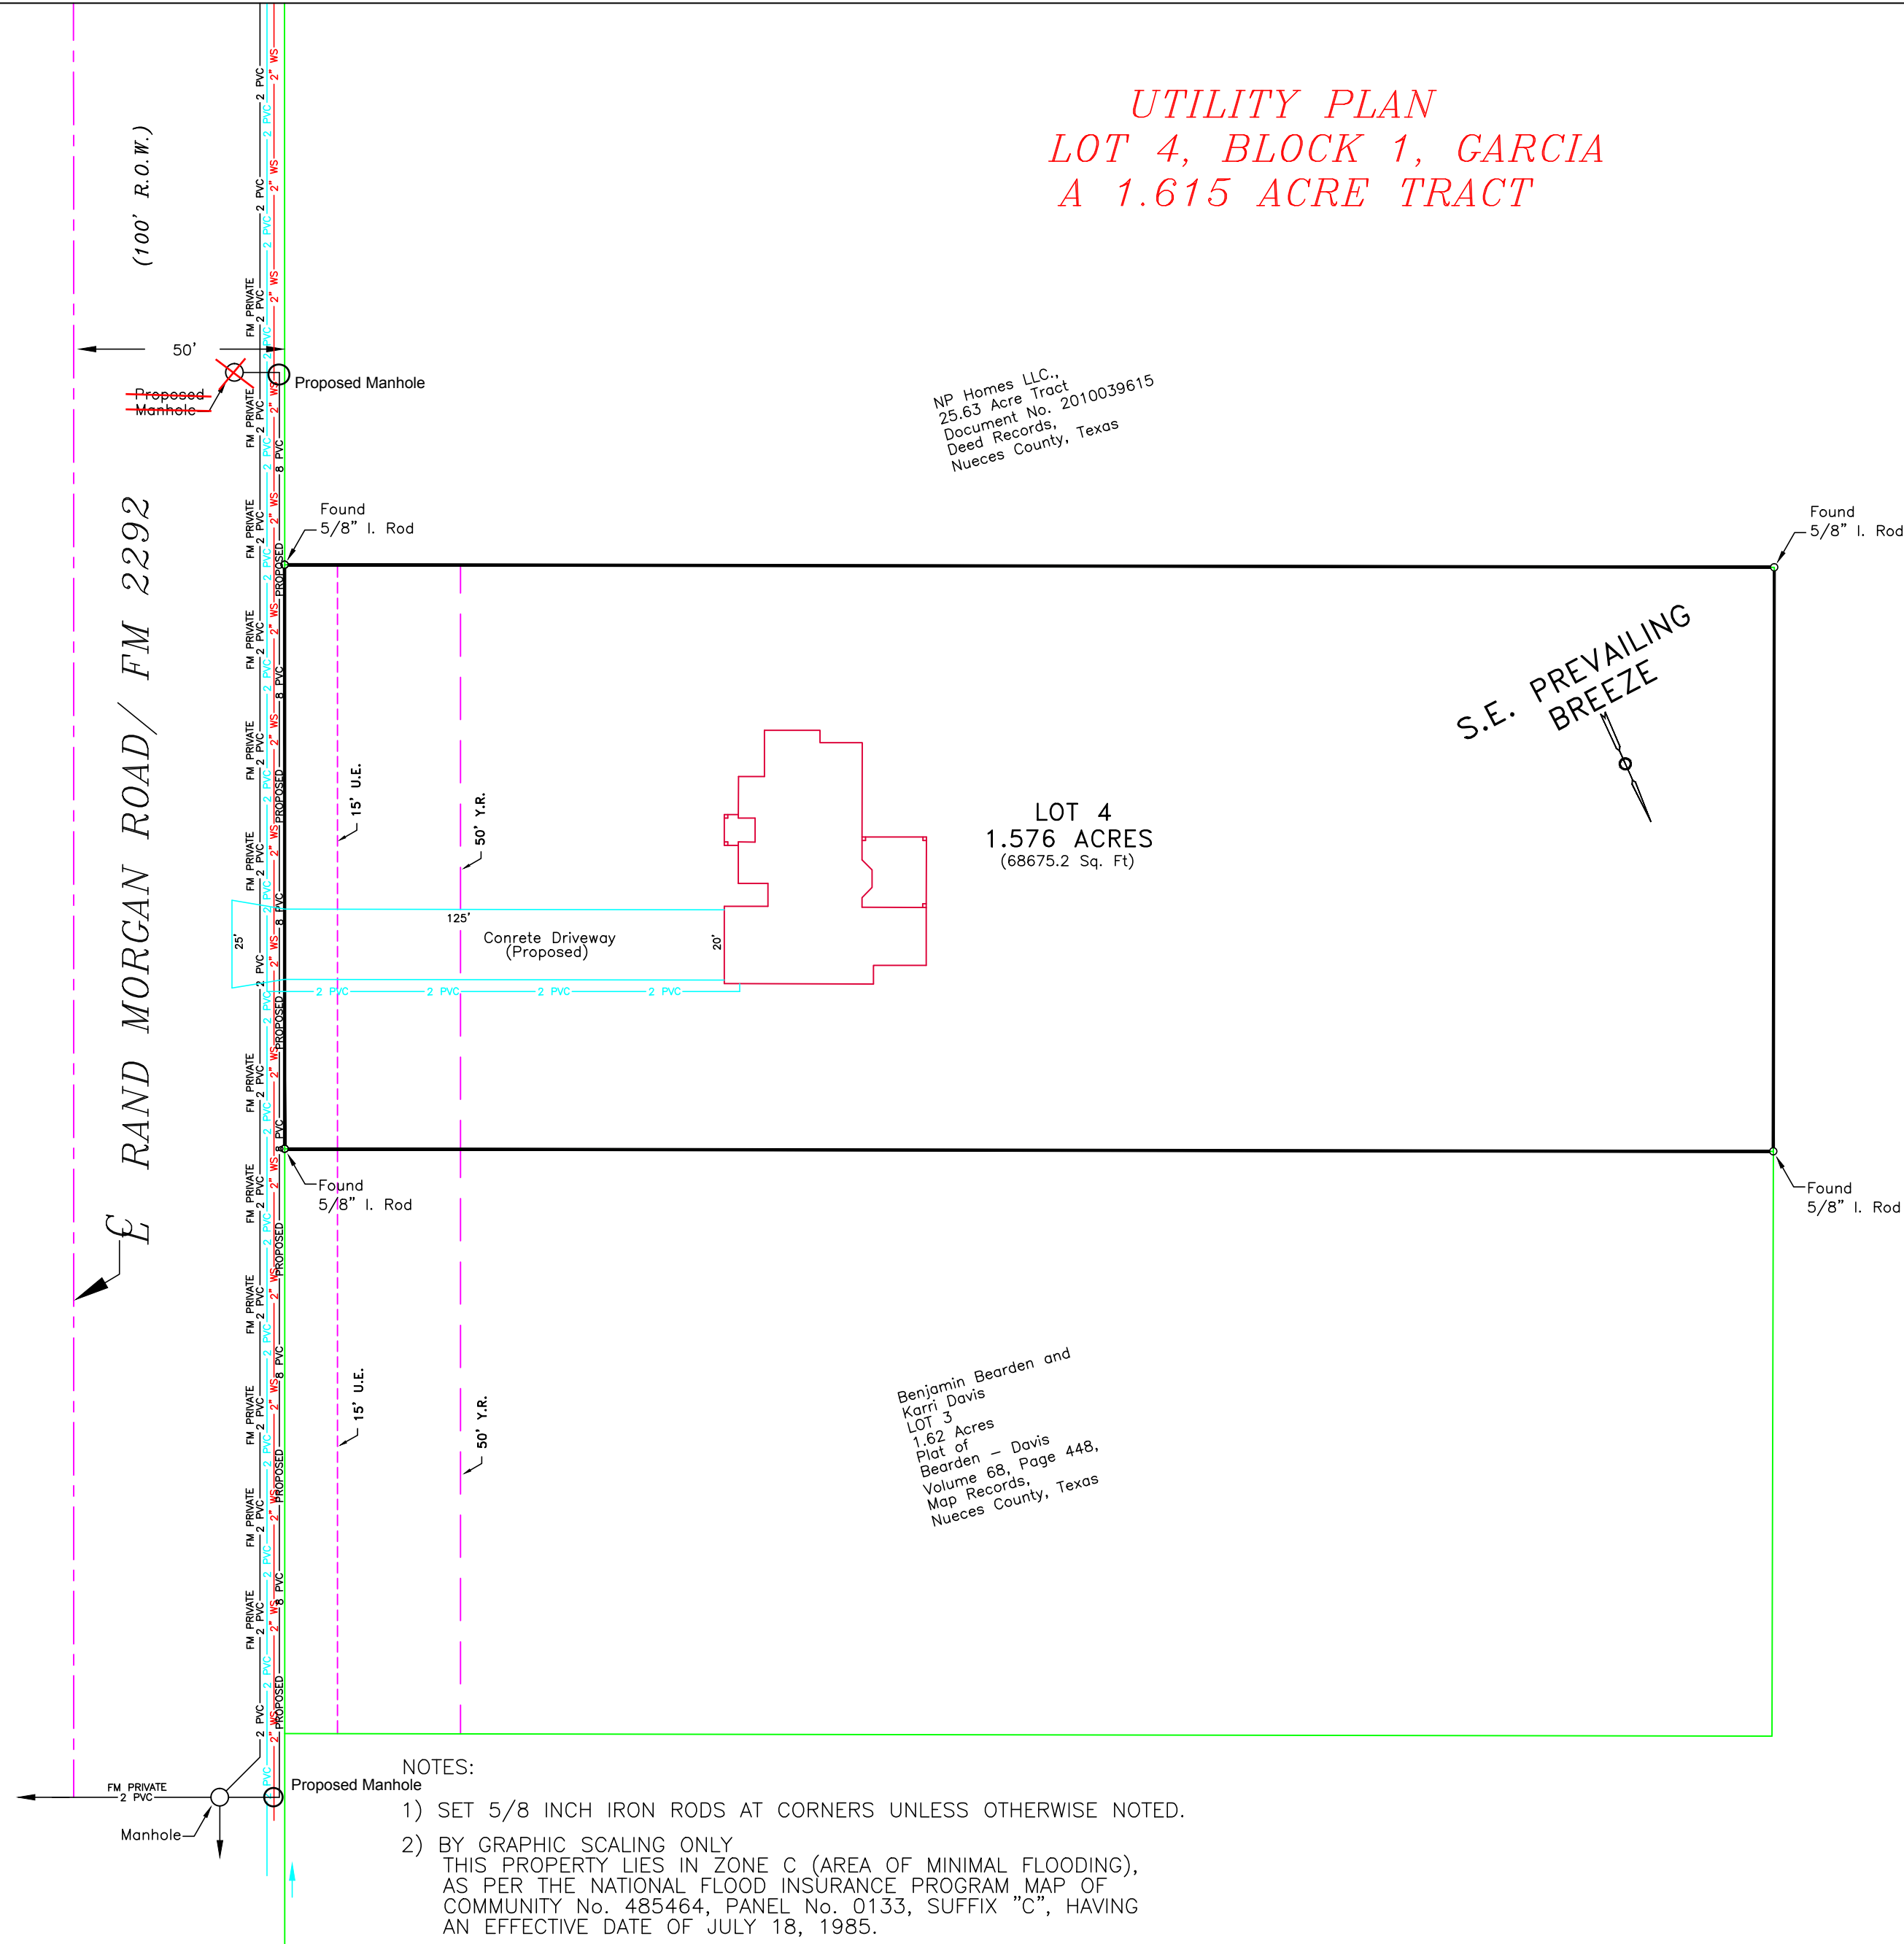 UTILITY PLAN
LOT 4, BLOCK 1, GARCIA
A 1.615 ACRE TRACT
(100' R.O.W.)
50'
Proposed
Manhole
Proposed Manhole
RAND MORGAN ROAD/ FM 2292
NP Homes LLC.,
25.63 Acre Tract
Document No. 2010039615
Deed Records,
Nueces County, Texas
Found
5/8" I. Rod
Found
5/8" I. Rod
S.E. PREVAILING
BREEZE
15' U.E.
50' Y.R.
LOT 4
1.576 ACRES
(68675.2 Sq. Ft)
125'
25'
Conrete Driveway
(Proposed)
20'
2 PVC
2 PVC
2 PVC
2 PVC
Found
5/8" I. Rod
Found
5/8" I. Rod
15' U.E.
50' Y.R.
Benjamin Bearden and
Karri Davis
LOT 3
1.62 Acres
Plat of
Bearden - Davis
Volume 68, Page 448,
Map Records,
Nueces County, Texas
FM PRIVATE
2 PVC
2 PVC
2" WS
8 PVC
PROPOSED
FM PRIVATE
2 PVC
Manhole
Proposed Manhole
NOTES:
1) SET 5/8 INCH IRON RODS AT CORNERS UNLESS OTHERWISE NOTED.
2) BY GRAPHIC SCALING ONLY
THIS PROPERTY LIES IN ZONE C (AREA OF MINIMAL FLOODING),
AS PER THE NATIONAL FLOOD INSURANCE PROGRAM MAP OF
COMMUNITY No. 485464, PANEL No. 0133, SUFFIX "C", HAVING
AN EFFECTIVE DATE OF JULY 18, 1985.